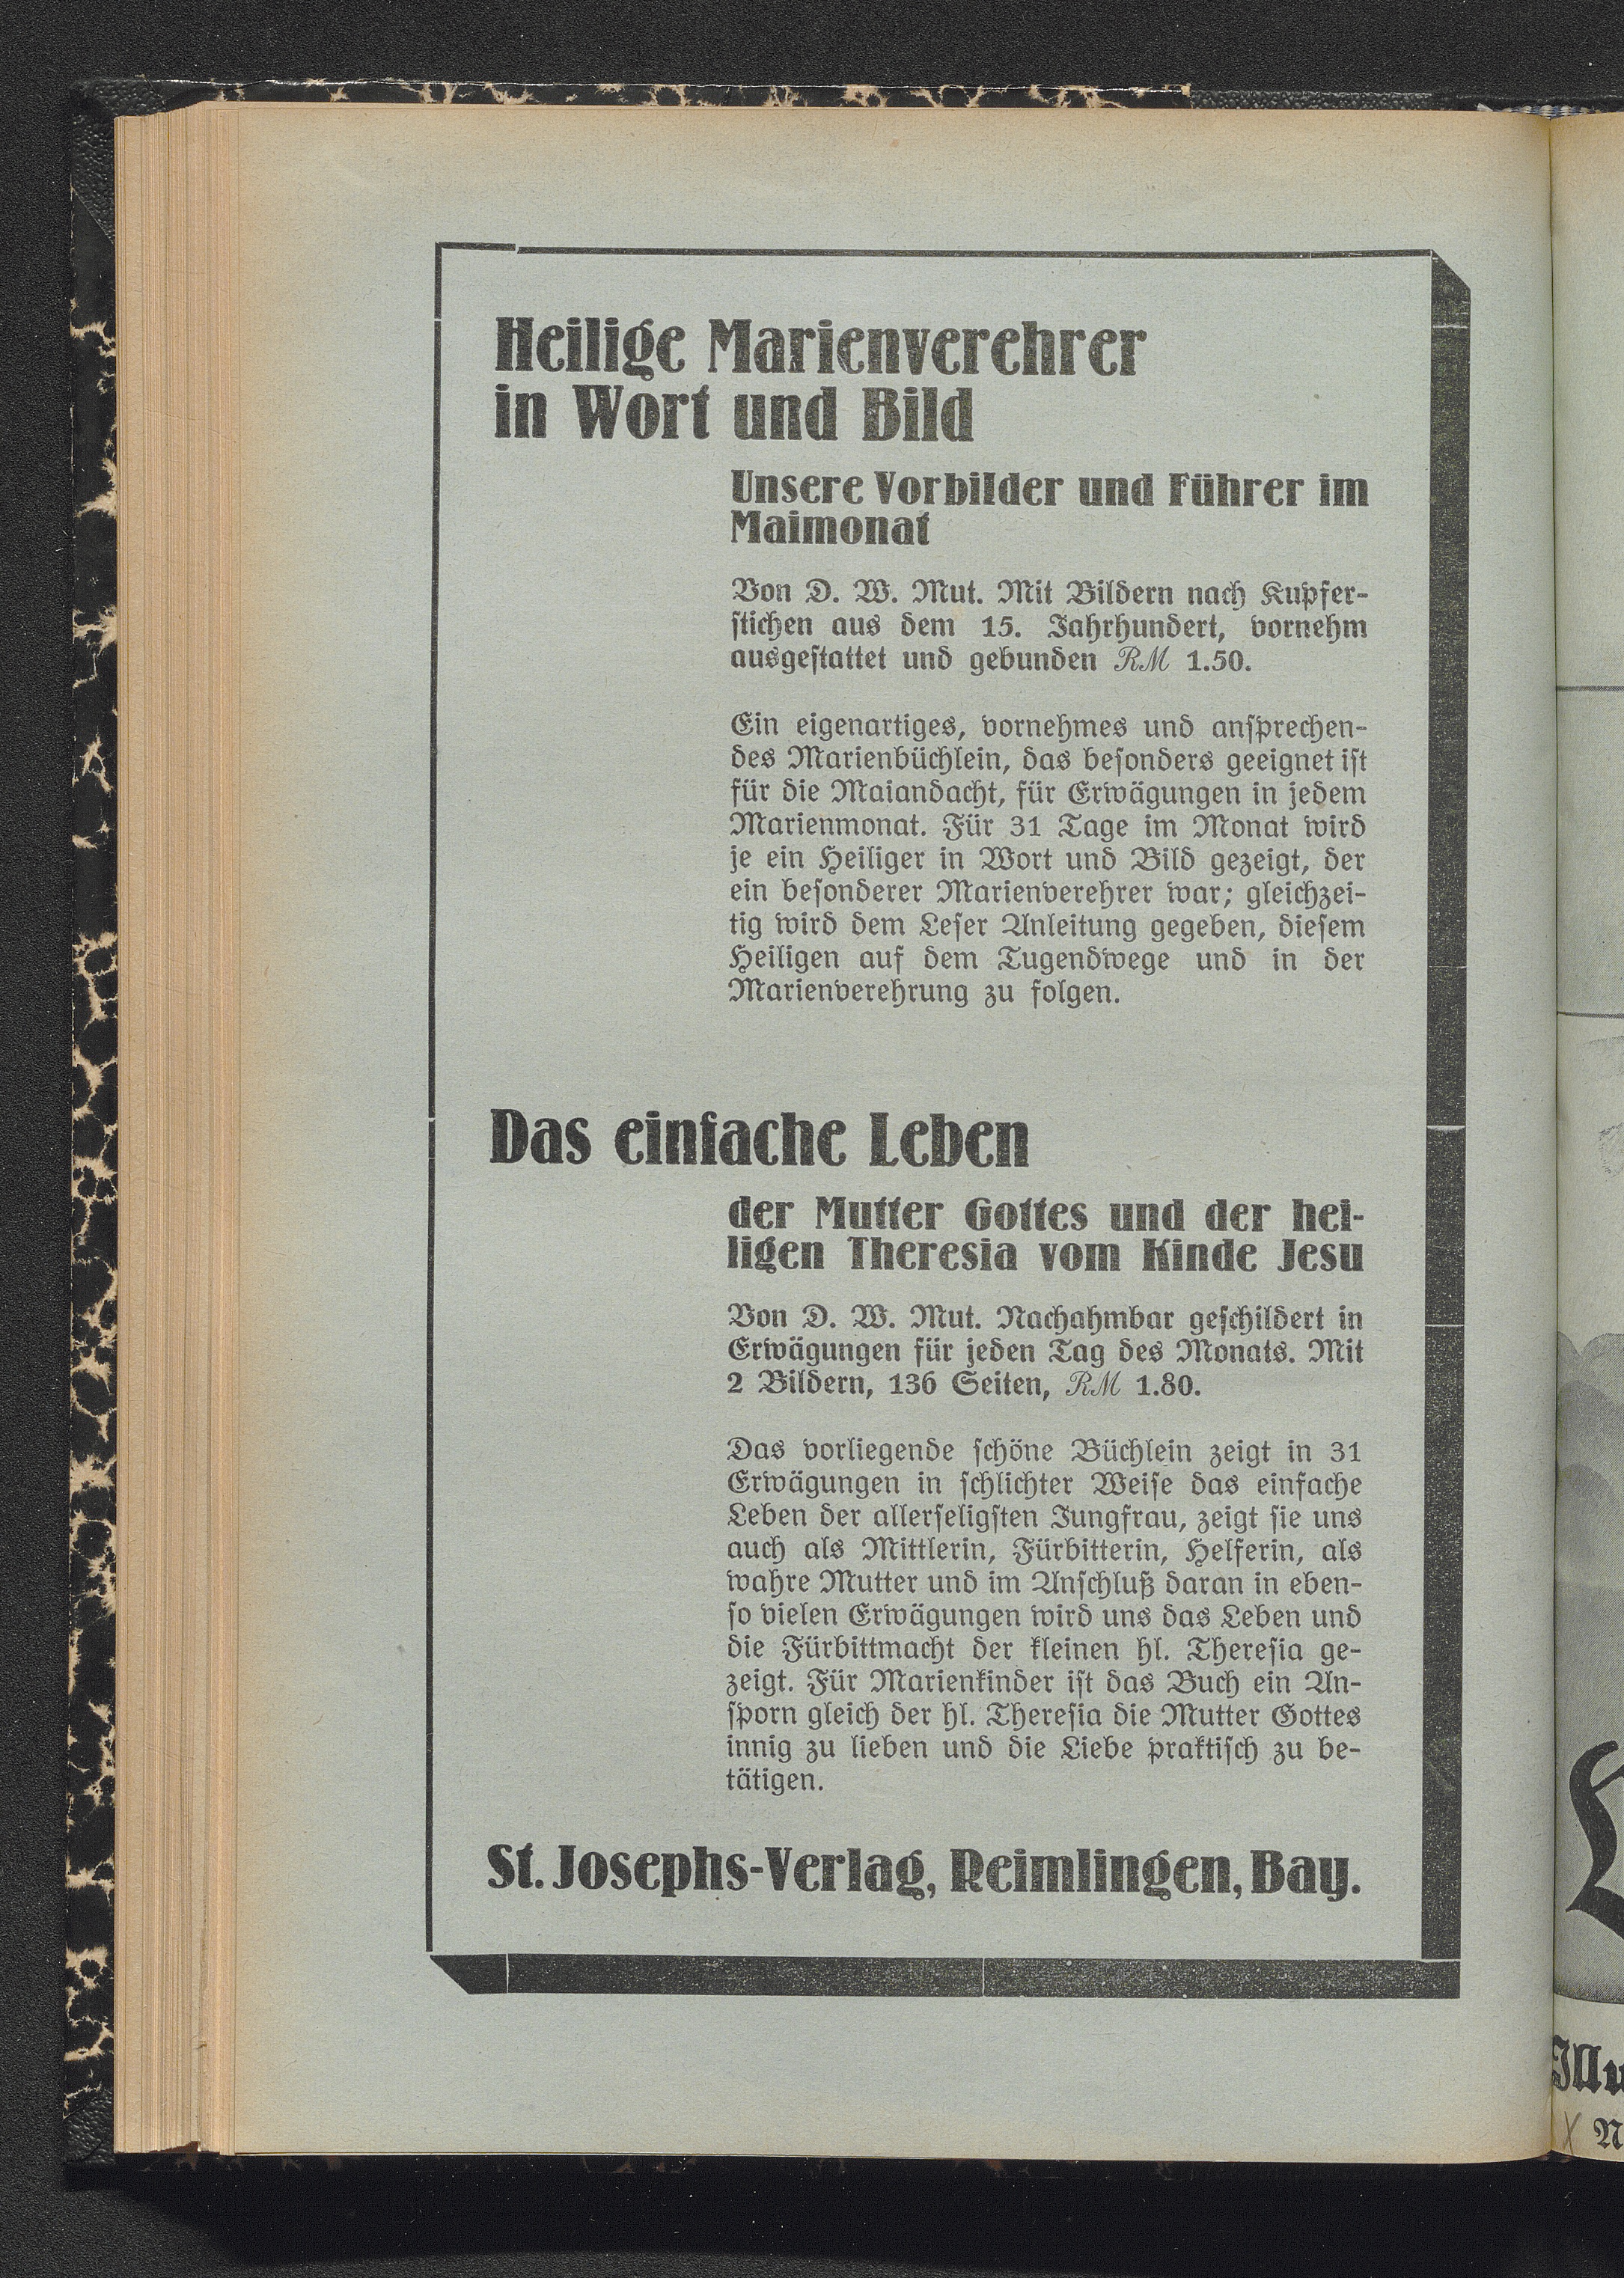 Heilige Marienverehrer
in Wort und Bild
Unsere Vorbilder und Führer im
Maimonat
Von D. W. Mut. Mit Bildern nach Kupfer-
stichen aus dem 15. Jahrhundert, vornehm
ausgestattet und gebunden RM 1.50.
Ein eigenartiges, vornehmes und ansprechen-
des Marienbüchlein, das besonders geeignet ist
für die Maiandacht, für Erwägungen in jedem
Marienmonat. Für 31 Tage im Monat wird
je ein Heiliger in Wort und Bild gezeigt, der
ein besonderer Marienverehrer war; gleichzei-
tig wird dem Leser Anleitung gegeben, diesem
Heiligen auf dem Tugendwege und in der
Marienverehrung zu folgen.
Das einfache Leben
der Mutter Gottes und der hei-
ligen Theresia vom Kinde Jesu
Von D. W. Mut. Nachahmbar geschildert in
Erwägungen für jeden Tag des Monats. Mit
2 Bildern, 136 Seiten, RM 1.80.
Das vorliegende schöne Büchlein zeigt in 31
Erwägungen in schlichter Weise das einfache
Leben der allerseligsten Jungfrau, zeigt sie uns
auch als Mittlerin, Fürbitterin, Helferin, als
wahre Mutter und im Anschluß daran in eben-
so vielen Erwägungen wird uns das Leben und
die Fürbittmacht der kleinen hl. Theresia ge-
zeigt. Für Marienkinder ist das Buch ein An-
sporn gleich der hl. Theresia die Mutter Gottes
innig zu lieben und die Liebe praktisch zu be-
tätigen.
St. Josephs-Verlag, Reimlingen, Bay.